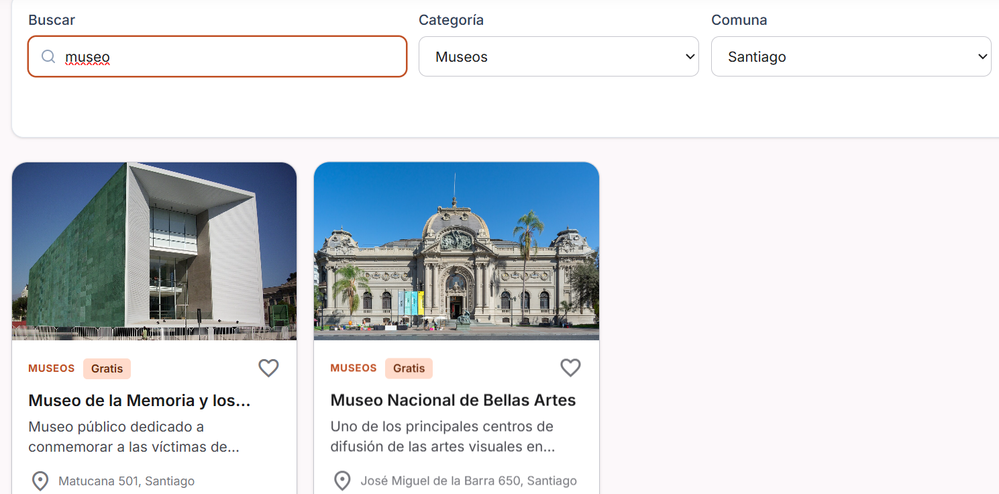 Buscar
Categoría
Comuna
museo
Museos
Santiago
MUSEOS
Gratis
Museo de la Memoria y los...
Museo público dedicado a
conmemorar a las víctimas de...
Matucana 501, Santiago
MUSEOS
Gratis
Museo Nacional de Bellas Artes
Uno de los principales centros de
difusión de las artes visuales en...
José Miguel de la Barra 650, Santiago